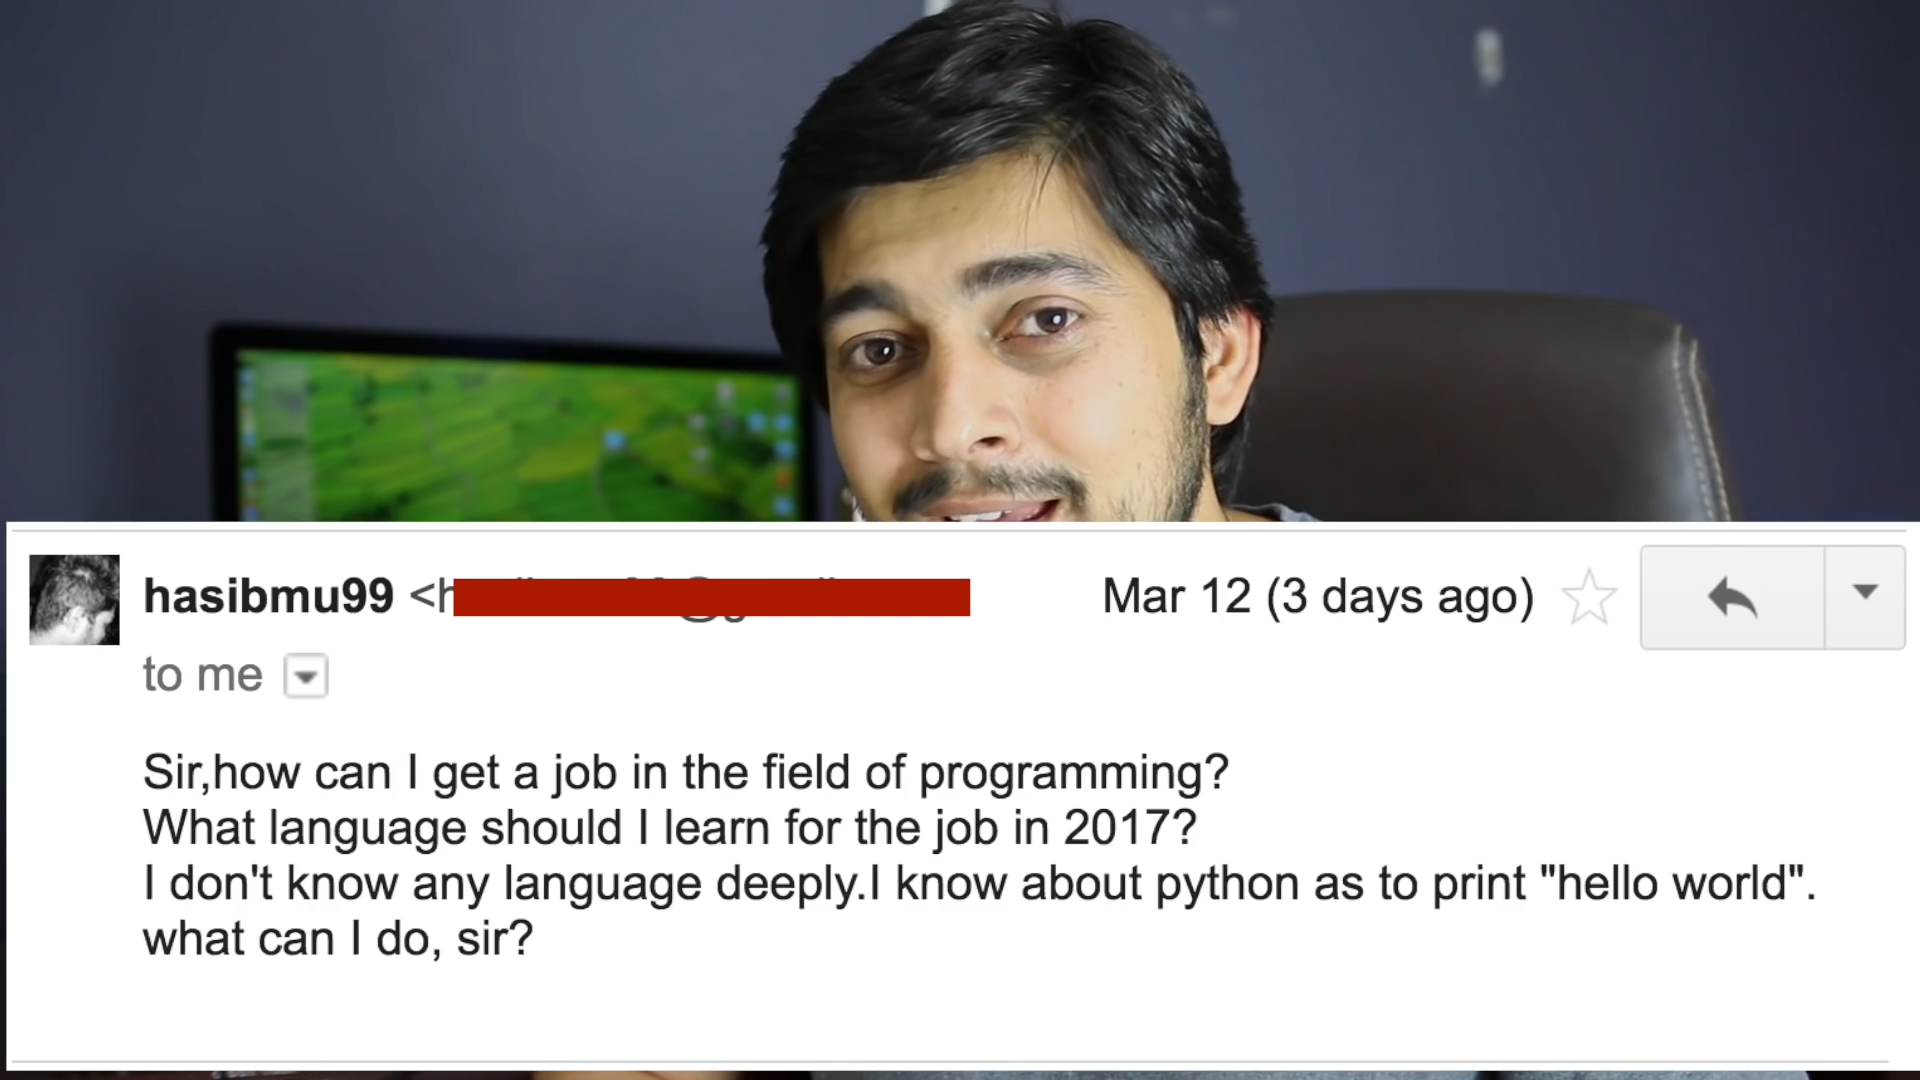 hasibmu99 <h
Mar 12 (3 days ago)
to me
Sir,how can I get a job in the field of programming?
What language should I learn for the job in 2017?
I don't know any language deeply.I know about python as to print "hello world".
what can I do, sir?